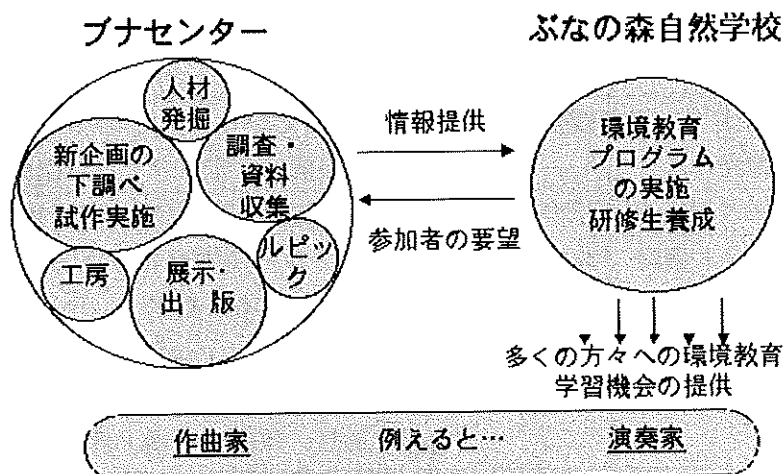 ブナセンター
ぶなの森自然学校
人材
発掘
新企画の
下調べ
試作実施
調査・
資料
収集
工房
展示・
出 版
ルピッ
ク
情報提供
参加者の要望
環境教育
プログラム
の実施
研修生養成
多くの方々への環境教育
学習機会の提供
作曲家 例えると… 演奏家